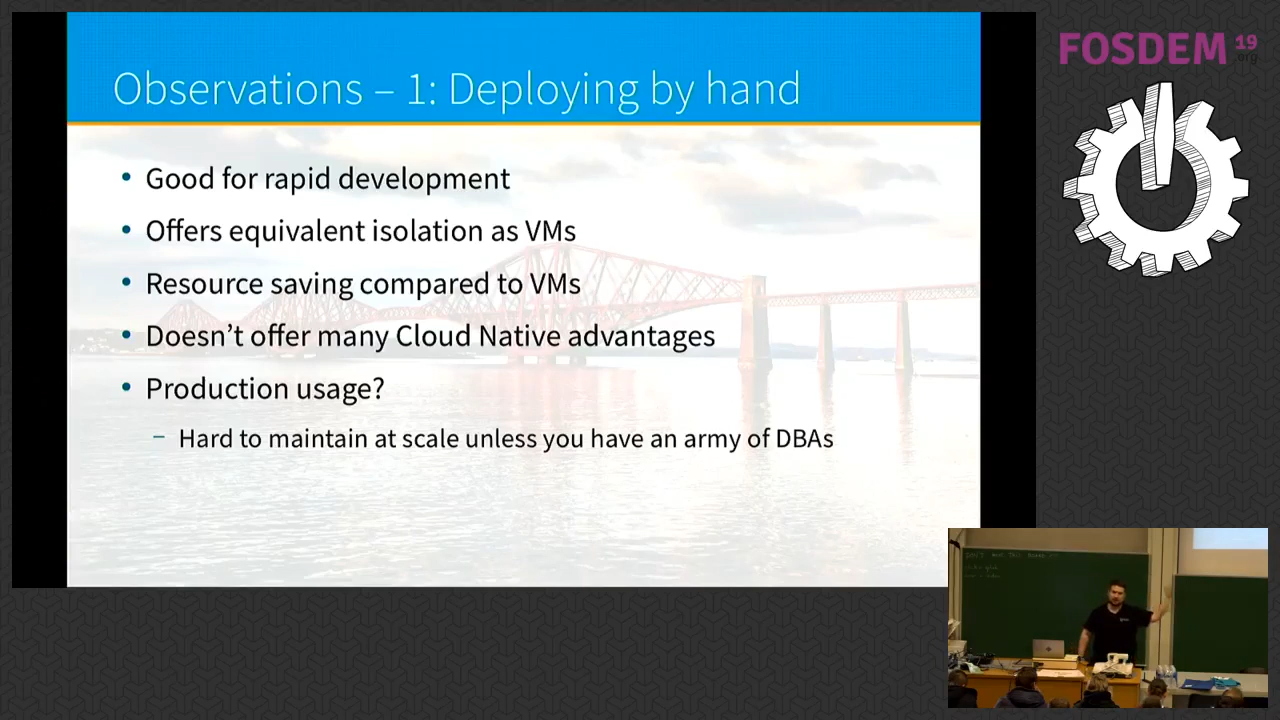 Observations – 1: Deploying by hand
• Good for rapid development
• Offers equivalent isolation as VMs
• Resource saving compared to VMs
• Doesn't offer many Cloud Native advantages
• Production usage?
– Hard to maintain at scale unless you have an army of DBAs
FOSDEM 19
.org